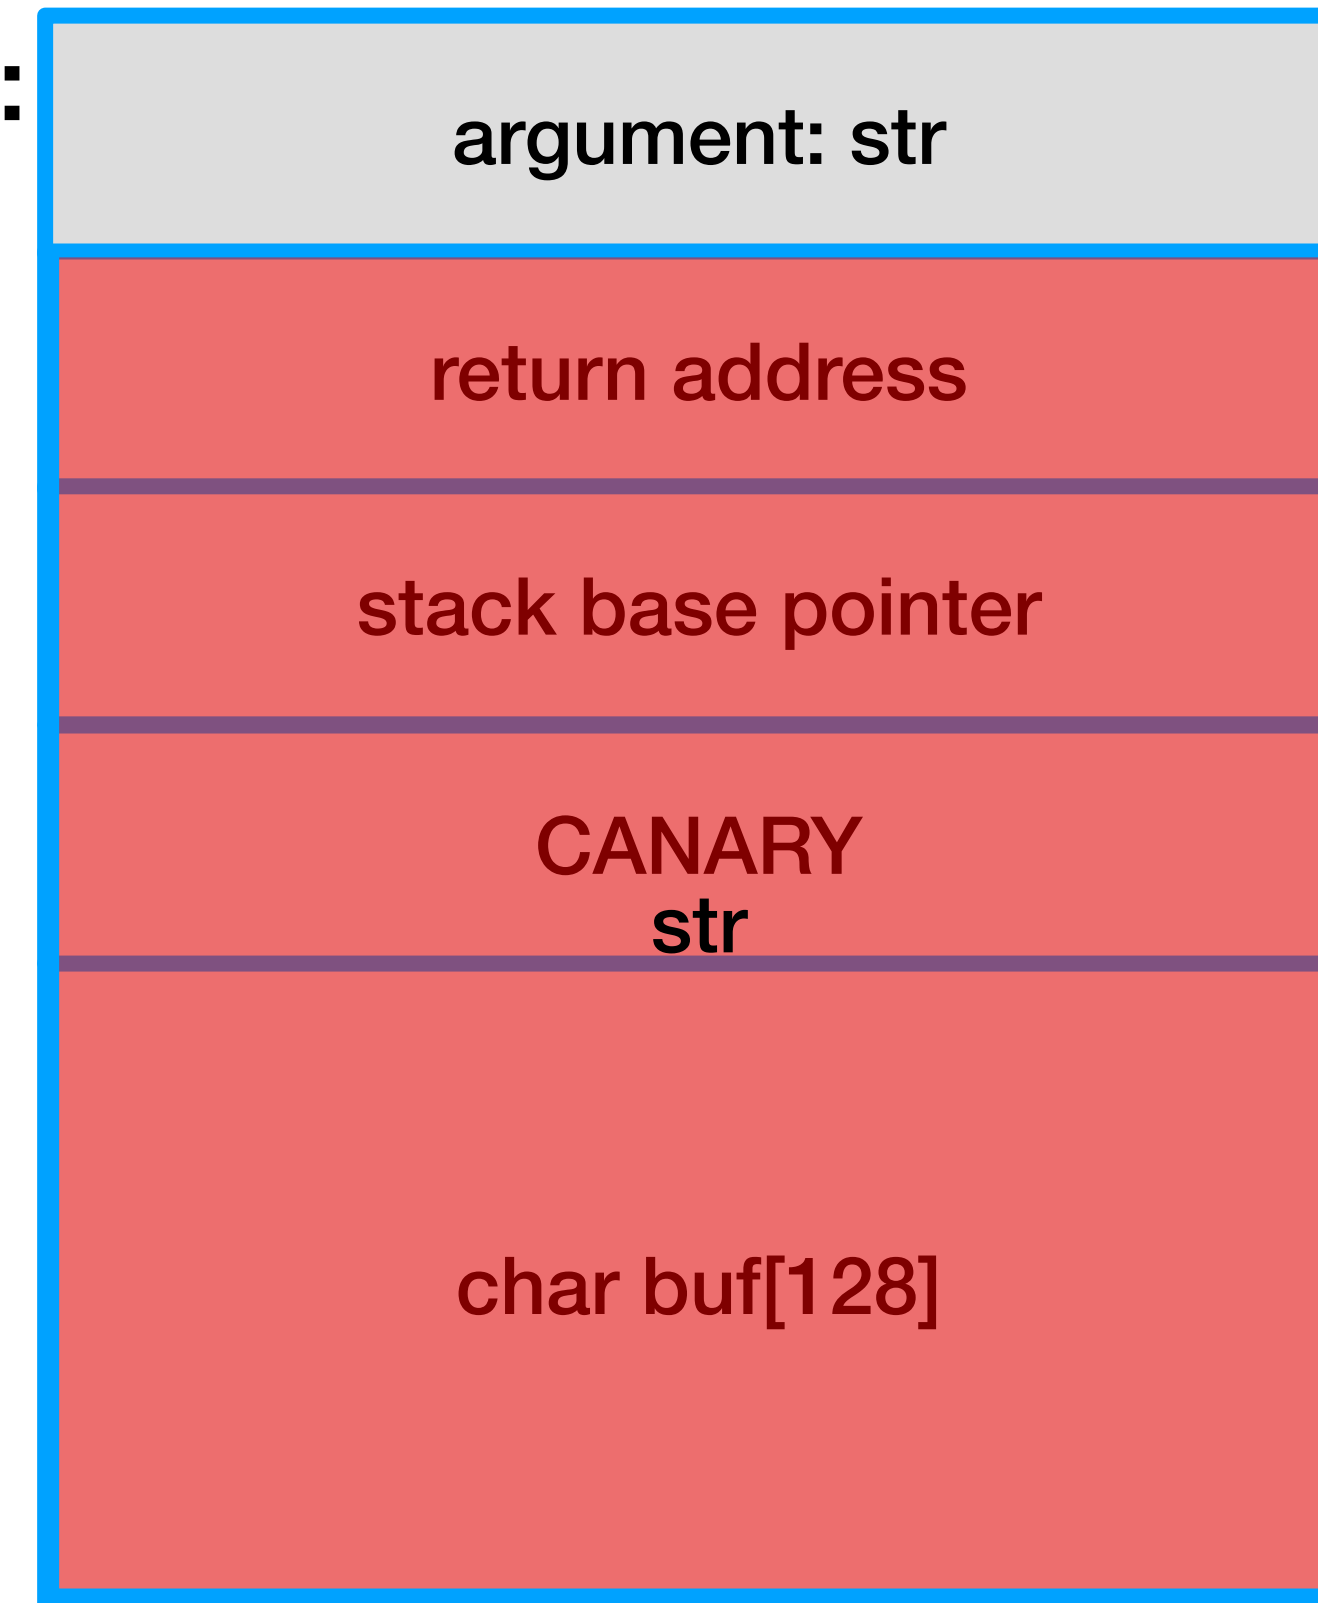 :
argument: str
return address
stack base pointer
CANARY
str
char buf[128]